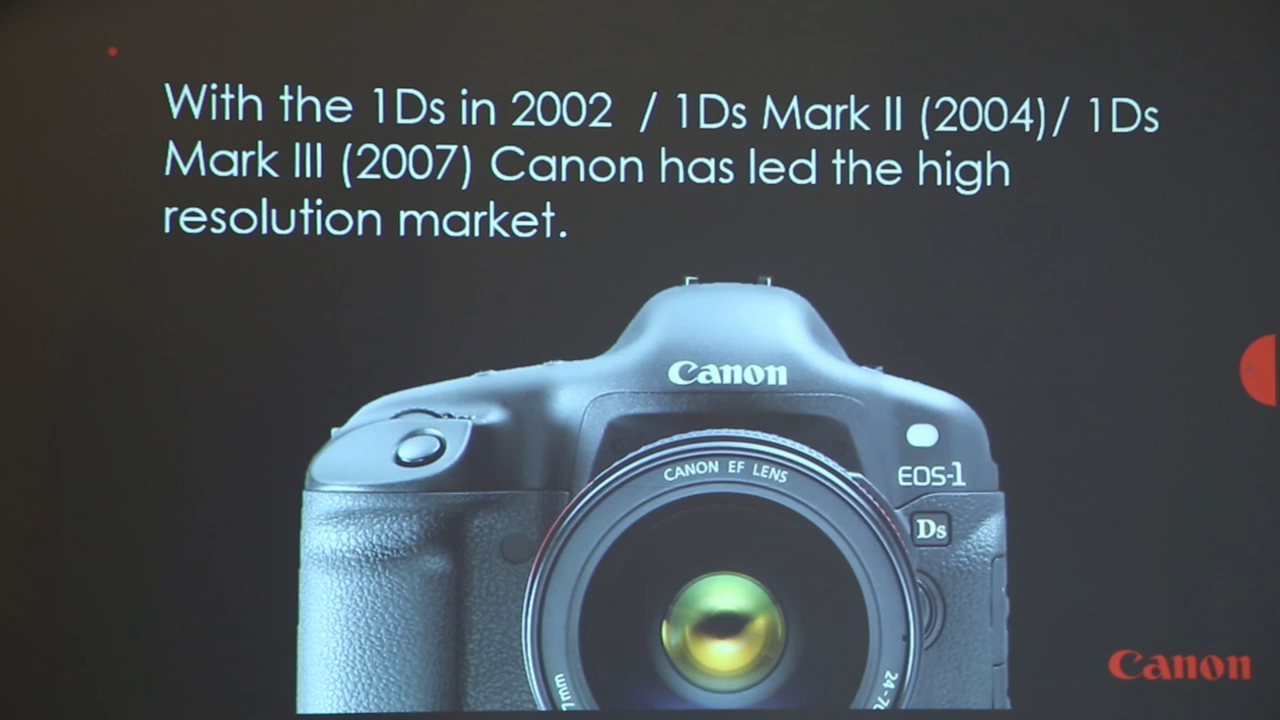 With the 1Ds in 2002 / 1Ds Mark II (2004)/ 1Ds
Mark III (2007) Canon has led the high
resolution market.
Canon
CANON EF LENS
EOS-1
Ds
Canon